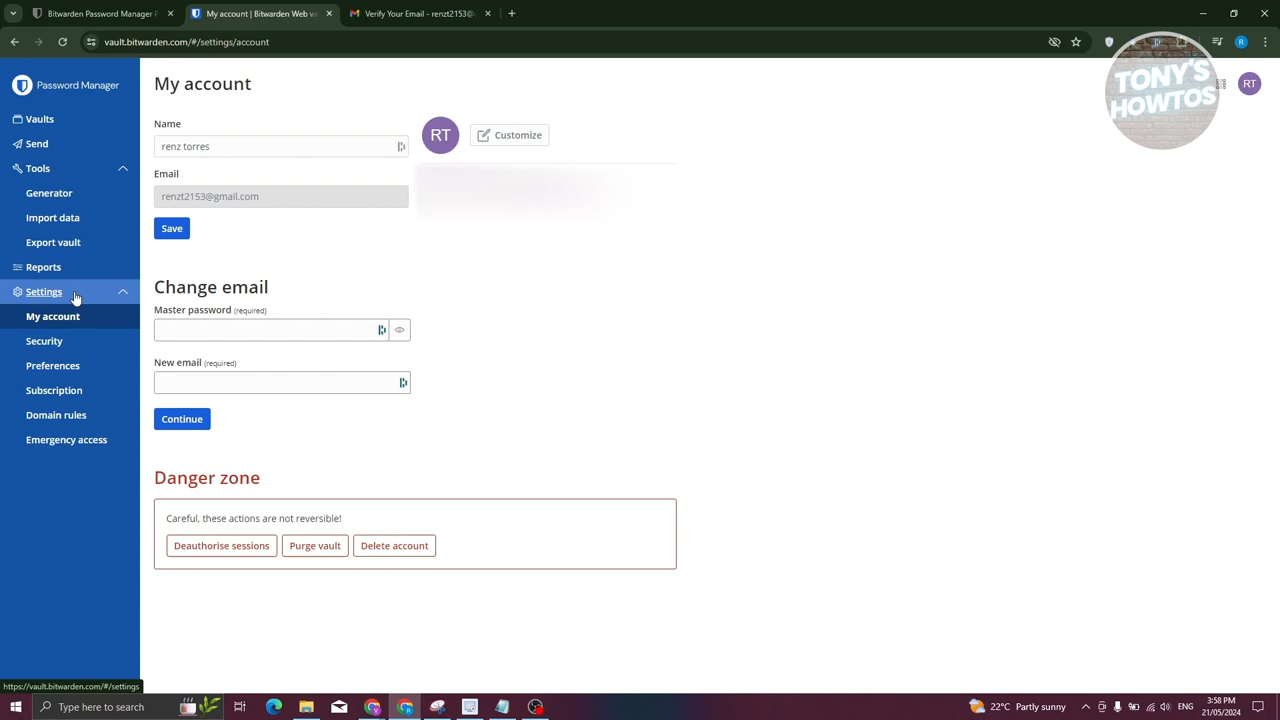 Bitwarden Password Manager P
My account | Bitwarden Web v
Verify Your Email - renzt2153@
vault.bitwarden.com/#/settings/account
R
TONY'S
HOWTOS
Password Manager
Vaults
Send
Tools
Generator
Import data
Export vault
Reports
Settings
My account
Security
Preferences
Subscription
Domain rules
Emergency access
My account
RT
Name
renz torres
RT
Customize
Email
renzt2153@gmail.com
Save
Change email
Master password (required)
New email (required)
Continue
Danger zone
Careful, these actions are not reversible!
Deauthorise sessions
Purge vault
Delete account
https://vault.bitwarden.com/#/settings
Type here to search
22°C Partly sunny
3:58 PM
21/05/2024